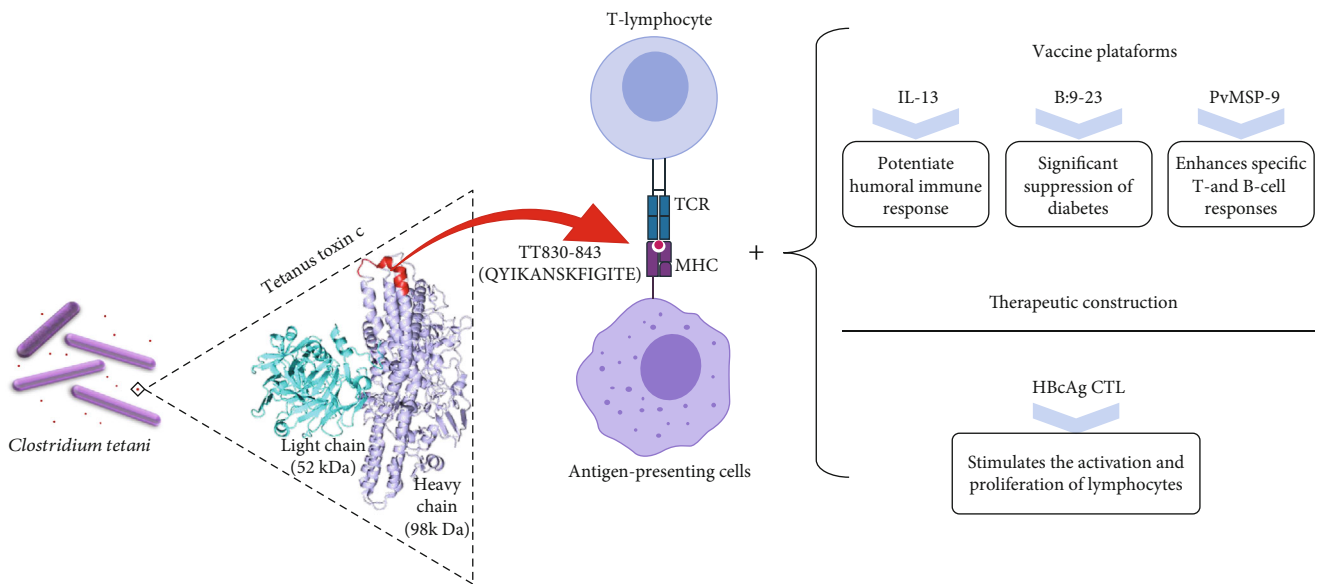 Clostridium tetani
Tetanus toxin c
Light chain
(52 kDa)
Heavy
chain
(98k Da)
TT830-843
(QYIKANSKFIGITE)
T-lymphocyte
TCR
MHC
Antigen-presenting cells
+
Vaccine plataforms
IL-13
Potentiate
humoral immune
response
B:9-23
Significant
suppression of
diabetes
PvMSP-9
Enhances specific
T-and B-cell
responses
Therapeutic construction
HBcAg CTL
Stimulates the activation and
proliferation of lymphocytes